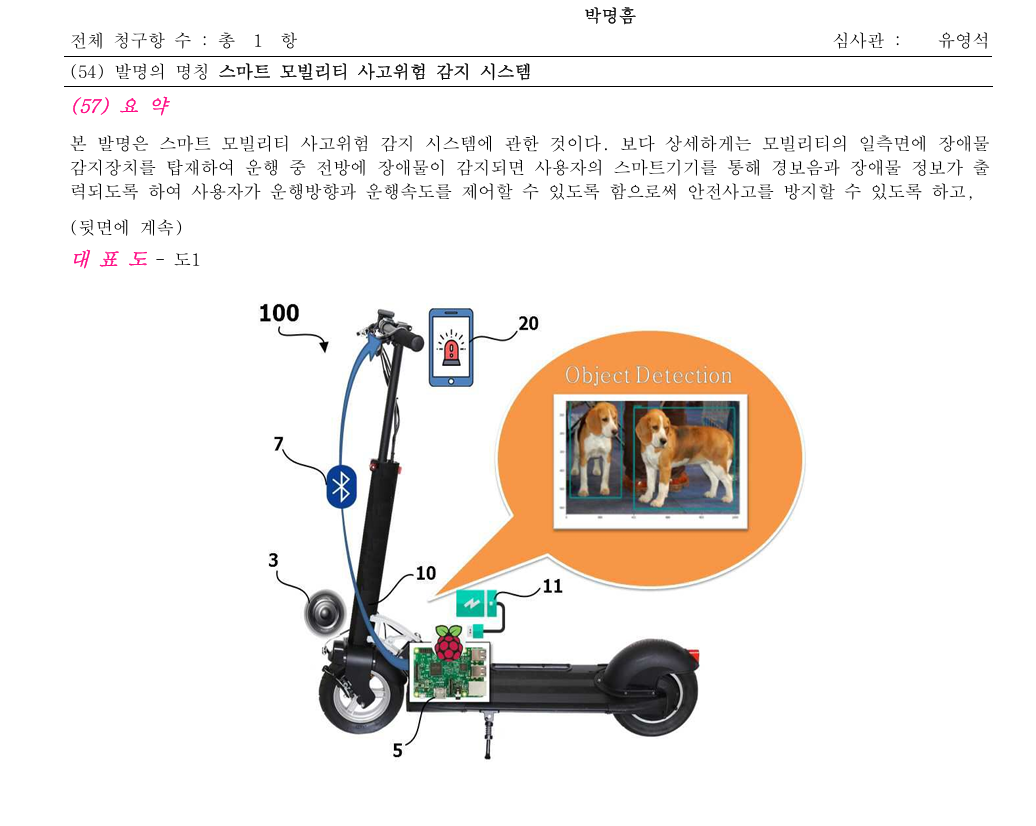 박명흠
전체 청구항 수 : 총 1 항 심사관 : 유영석
(54) 발명의 명칭 스마트 모빌리티 사고위험 감지 시스템
(57) 요 약
본 발명은 스마트 모빌리티 사고위험 감지 시스템에 관한 것이다. 보다 상세하게는 모빌리티의 일측면에 장애물
감지장치를 탑재하여 운행 중 전방에 장애물이 감지되면 사용자의 스마트기기를 통해 경보음과 장애물 정보가 출
력되도록 하여 사용자가 운행방향과 운행속도를 제어할 수 있도록 함으로써 안전사고를 방지할 수 있도록 하고,
(뒷면에 계속)
대 표 도 - 도1
100
20
Object Detection
7
3
10
11
5